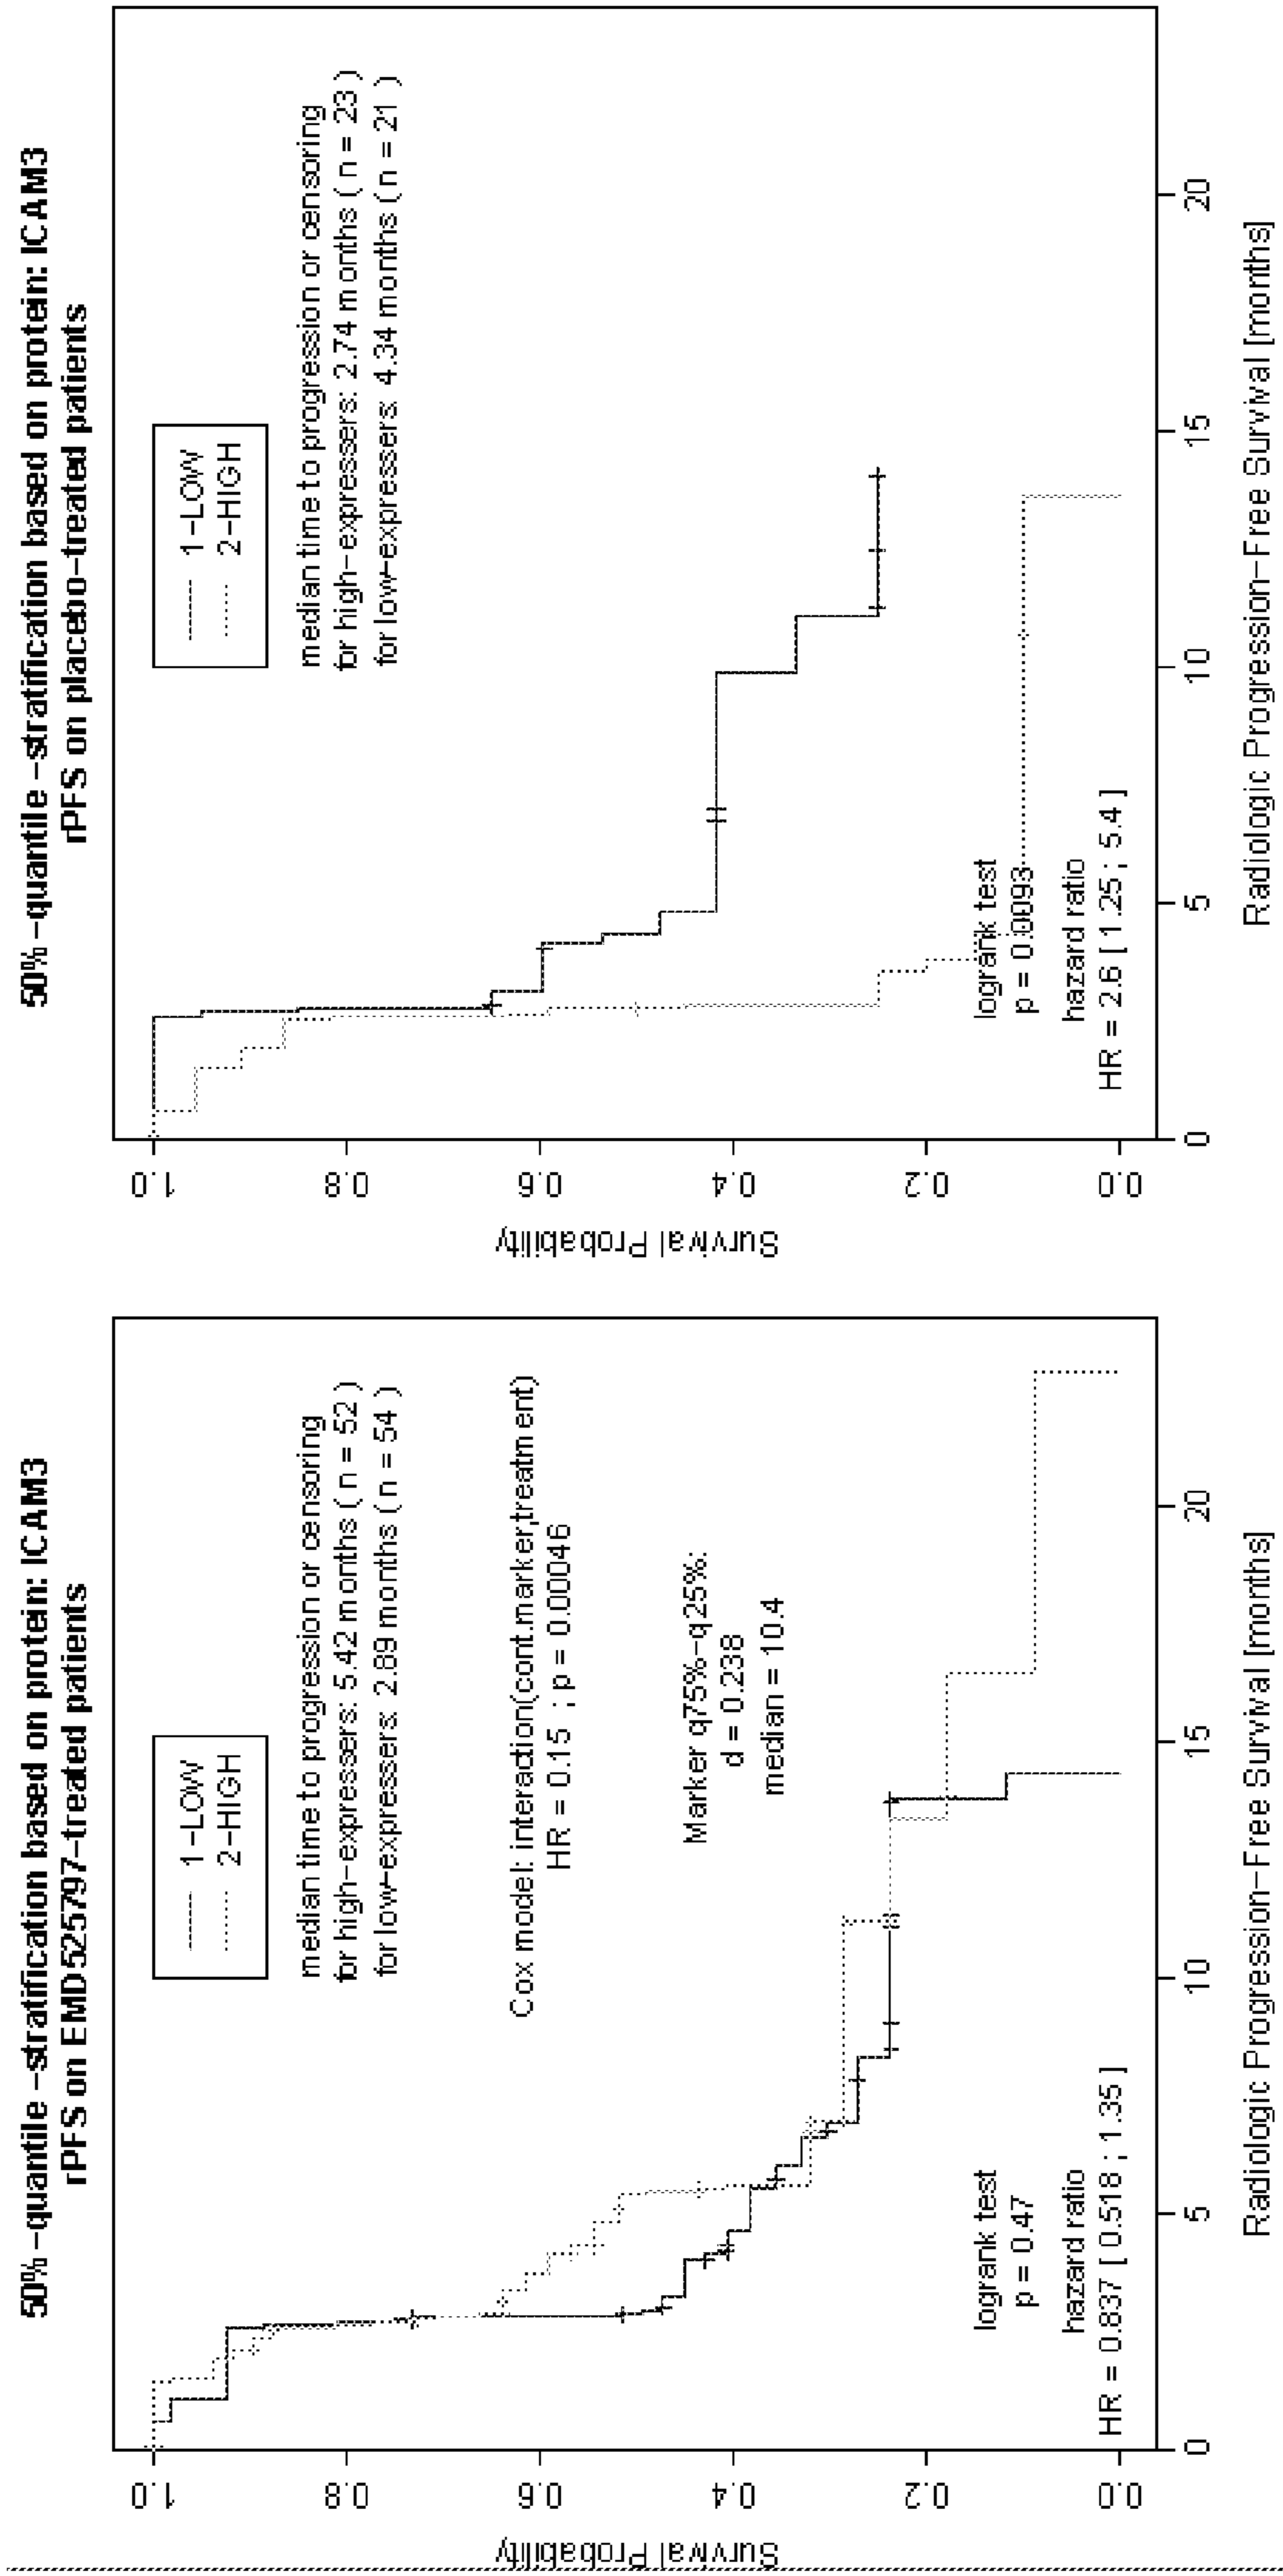 50%-quantile -stratification based on protein: ICAM3
rPFS on EMD525797-treated patients
1-LOW
2-HIGH
median time to progression or censoring
for high-expressers: 5.42 months ( n = 52 )
for low-expressers: 2.89 months ( n = 54 )
Cox model: interaction(cont.marker,treatment)
HR = 0.15 ; p = 0.00046
Marker q75%-q25%:
d = 0.238
median = 10.4
logrank test
p = 0.47
hazard ratio
HR = 0.837 [ 0.518 ; 1.35 ]
Survival Probability
1.0
0.8
0.6
0.4
0.2
0.0
0
5
10
15
20
Radiologic Progression-Free Survival [months]
50%-quantile -stratification based on protein: ICAM3
rPFS on placebo-treated patients
1-LOW
2-HIGH
median time to progression or censoring
for high-expressers: 2.74 months ( n = 23 )
for low-expressers: 4.34 months ( n = 21 )
logrank test
p = 0.0093
hazard ratio
HR = 2.6 [ 1.25 ; 5.4 ]
Survival Probability
1.0
0.8
0.6
0.4
0.2
0.0
0
5
10
15
20
Radiologic Progression-Free Survival [months]